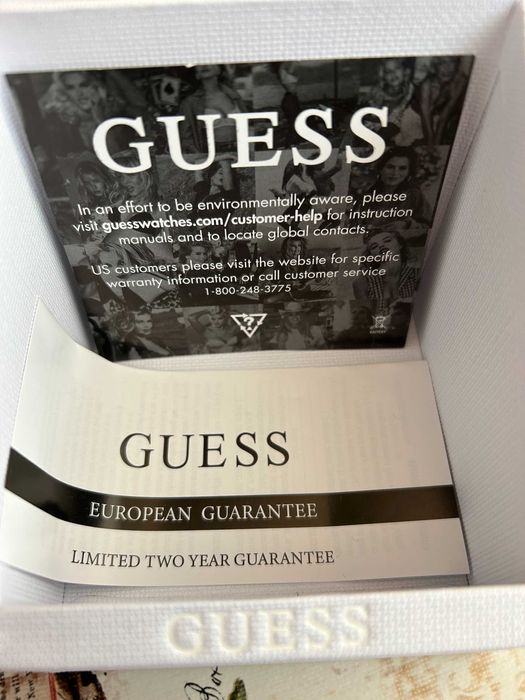 GUESS
In an effort to be environmentally aware, please
visit guesswatches.com/customer-help for instruction
manuals and to locate global contacts.
US customers please visit the website for specific
warranty information or call customer service
1-800-248-3775
?
GUESS
EUROPEAN GUARANTEE
LIMITED TWO YEAR GUARANTEE
GUESS
Box